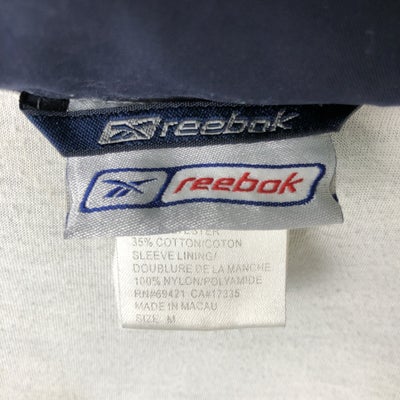 Reebok
Reebok
35% COTTON/COTON
SLEEVE LINING/
DOUBLURE DE LA MANCHE
100% NYLON/POLYAMIDE
RN#69421 CA#17335
MADE IN MACAU
SIZE: M